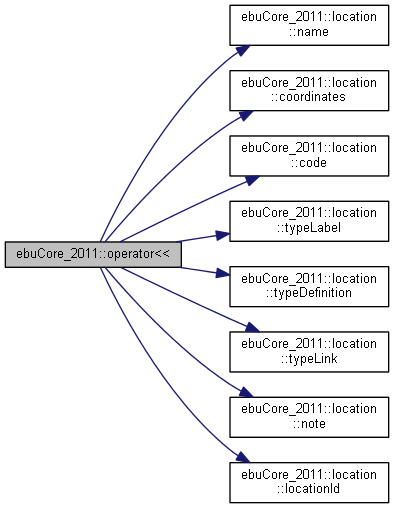 ebuCore_2011::location
::name
ebuCore_2011::location
::coordinates
ebuCore_2011::location
::code
ebuCore_2011::location
::typeLabel
ebuCore_2011::operator<<
ebuCore_2011::location
::typeDefinition
ebuCore_2011::location
::typeLink
ebuCore_2011::location
::note
ebuCore_2011::location
::locationId